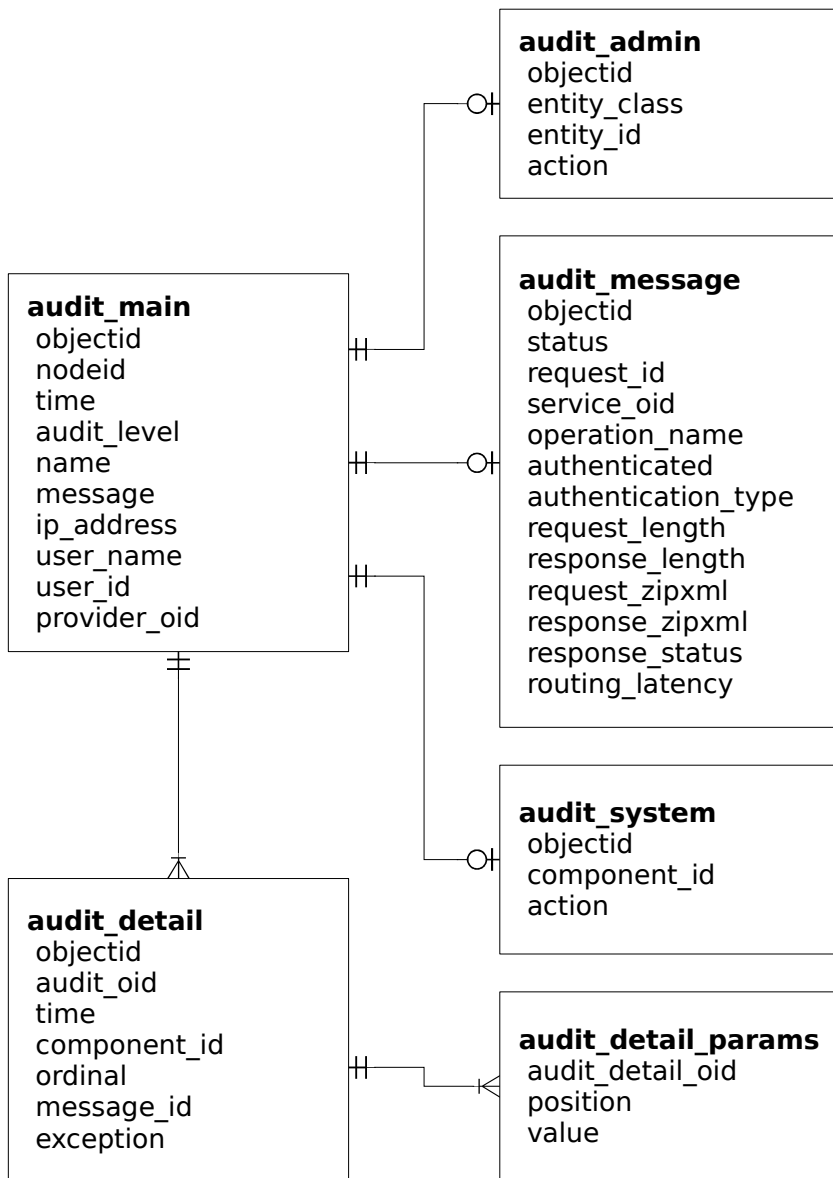 audit_admin
objectid
entity_class
entity_id
action
audit_main
objectid
nodeid
time
audit_level
name
message
ip_address
user_name
user_id
provider_oid
audit_message
objectid
status
request_id
service_oid
operation_name
authenticated
authentication_type
request_length
response_length
request_zipxml
response_zipxml
response_status
routing_latency
audit_system
objectid
component_id
action
audit_detail
objectid
audit_oid
time
component_id
ordinal
message_id
exception
audit_detail_params
audit_detail_oid
position
value